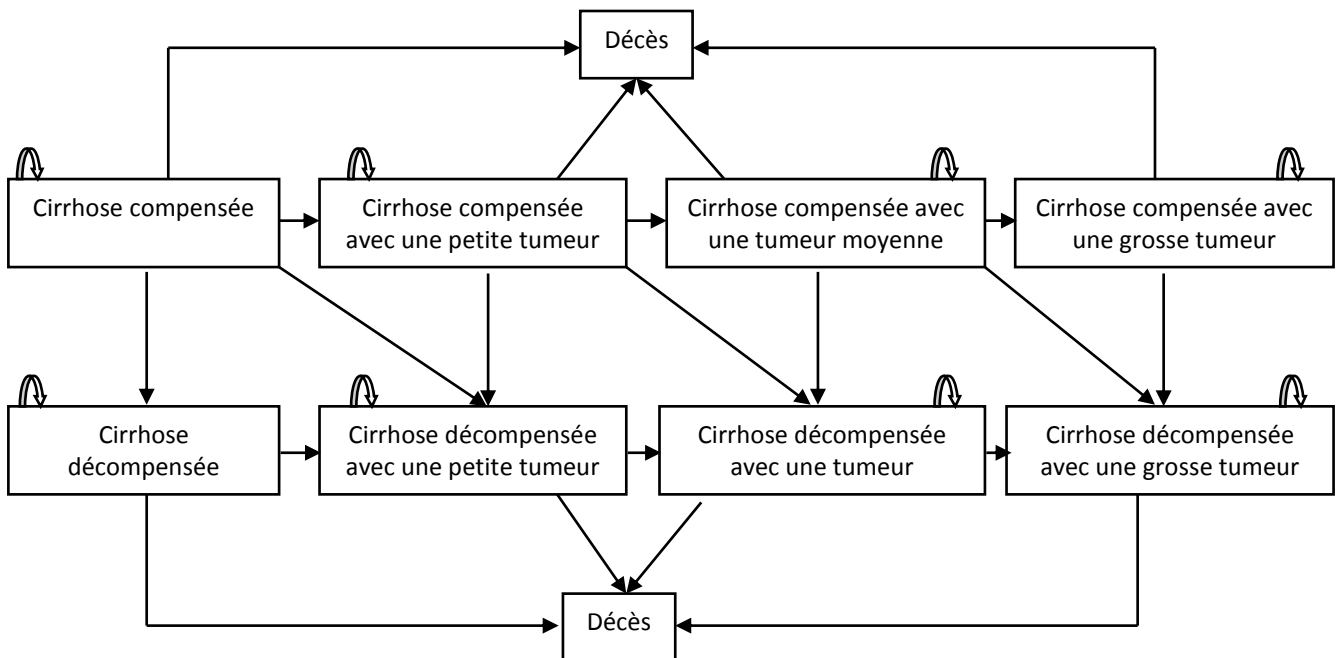 Décès
Cirrhose compensée
Cirrhose compensée
avec une petite tumeur
Cirrhose compensée avec
une tumeur moyenne
Cirrhose compensée avec
une grosse tumeur
Cirrhose
décompensée
Cirrhose décompensée
avec une petite tumeur
Cirrhose décompensée
avec une tumeur
Cirrhose décompensée
avec une grosse tumeur
Décès